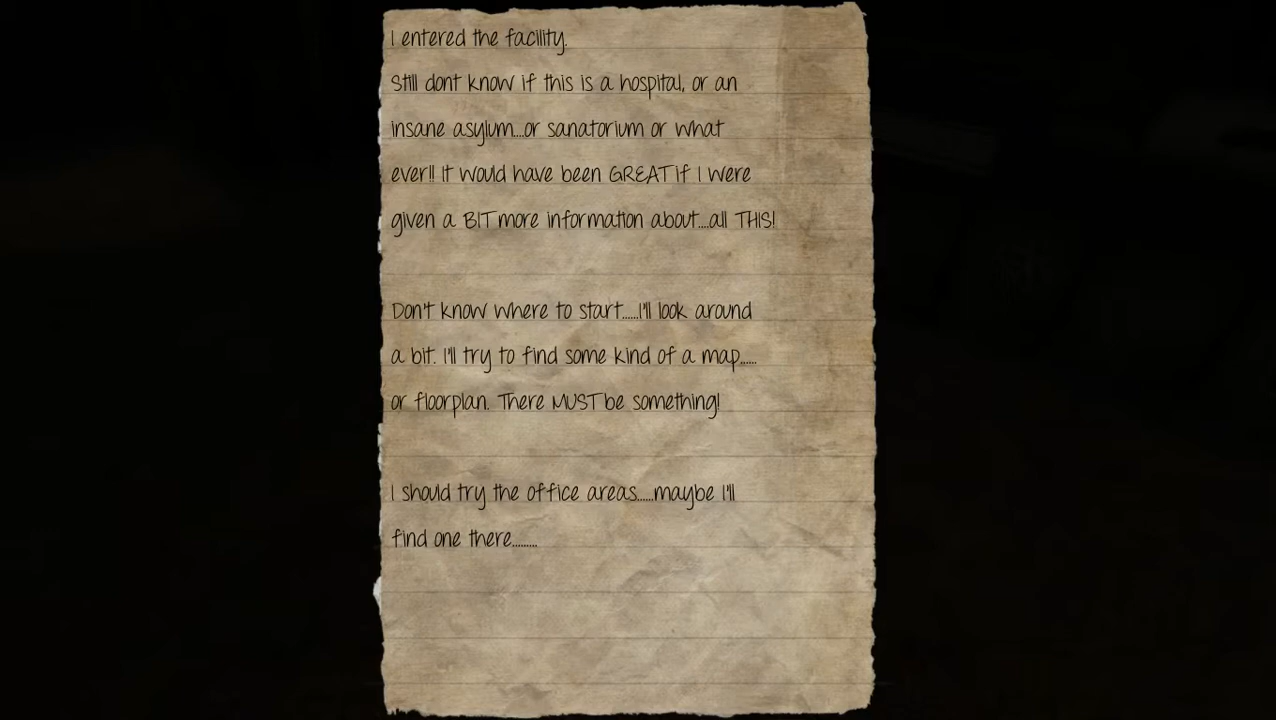 I entered the facility.
Still dont know if this is a hospital, or an
insane asylum....or sanatorium or what
ever!! It would have been GREAT if I were
given a BIT more information about....all THIS!
Don't know where to start......I'll look around
a bit. I'll try to find some kind of a map......
or floorplan. There MUST be something!
I should try the office areas......maybe I'll
find one there.........